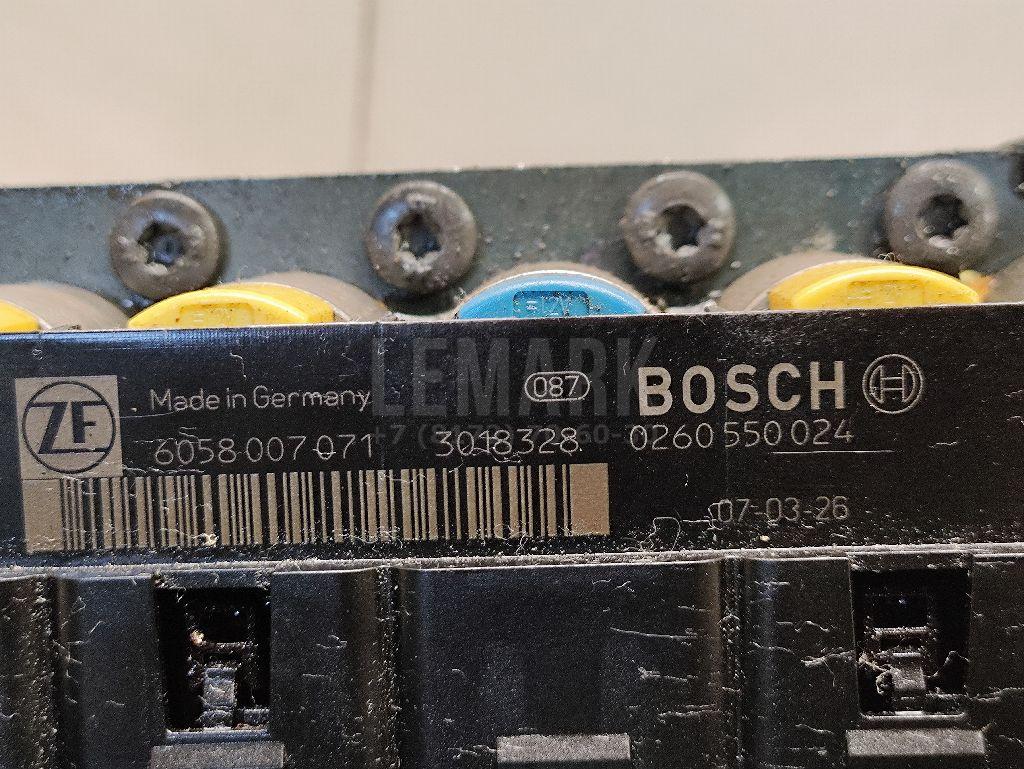 LEMARK
ZF
Made in Germany
087
BOSCH
6058 007 071
3018328
0260 550 024
07-03-26